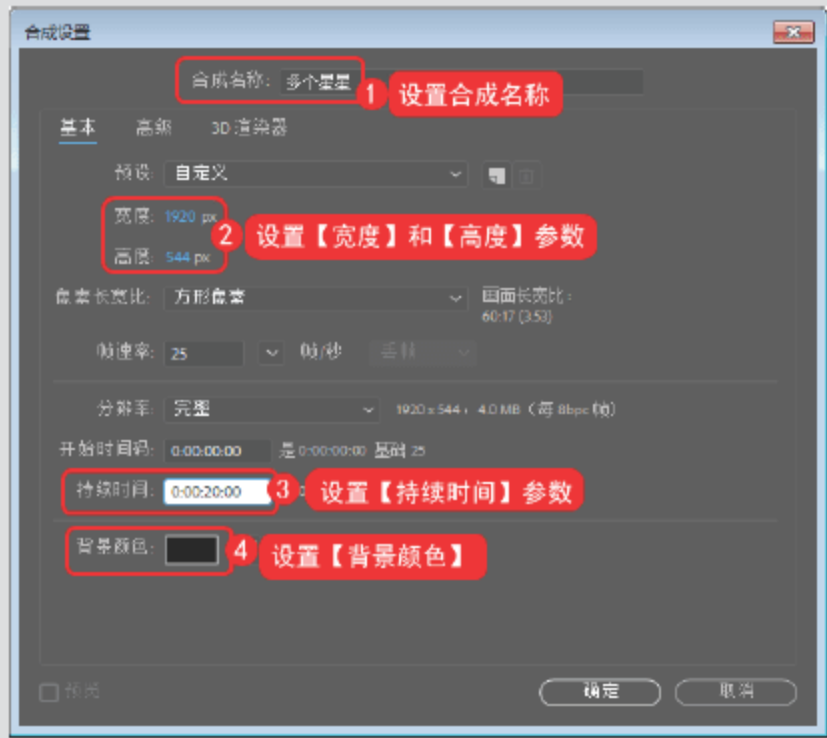 合成设置
合成名称: 多个星星
1 设置合成名称
基本 高级 3D 渲染器
预设: 自定义
宽度: 1920 px
2 设置【宽度】和【高度】参数
高度: 544 px
像素长宽比: 方形像素 画面长宽比:
60:17 (3.53)
帧速率: 25 帧/秒 丢帧
分辨率: 完整 1920 x 544, 4.0 MB (每 8bpc 帧)
开始时间码: 0:00:00:00 是 0:00:00:00 基础 25
持续时间: 0:00:20:00
3 设置【持续时间】参数
背景颜色:
4 设置【背景颜色】
预览 确定 取消